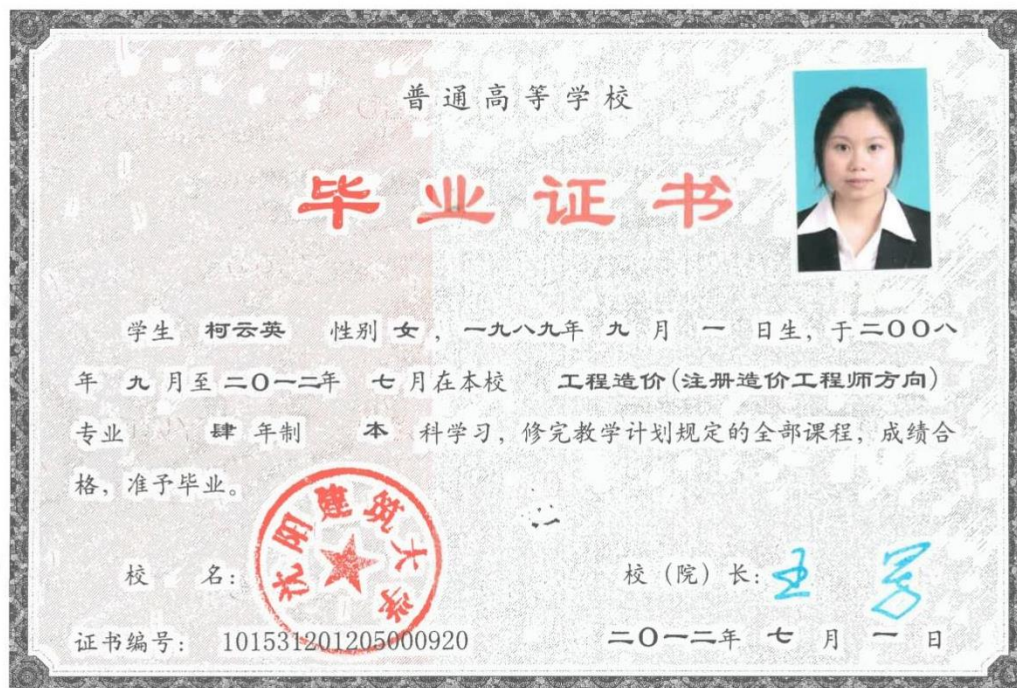 普通高等学校
毕业证书
学生 柯云英 性别 女，一九八九年 九 月 一 日生，于二〇〇八
年 九 月至二〇一二年 七 月在本校 工程造价(注册造价工程师方向)
专业 肆 年制 本 科学习，修完教学计划规定的全部课程，成绩合
格，准予毕业。
沈阳建筑大学
校 名： 校（院）长：
证书编号： 101531201205000920 二〇一二年 七 月 一 日